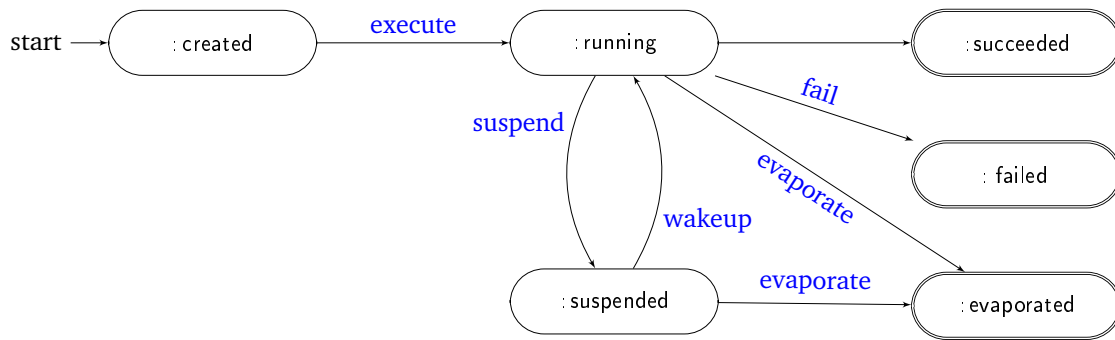 execute
start
: created
: running
: succeeded
fail
suspend
evaporate
: failed
wakeup
evaporate
: suspended
: evaporated